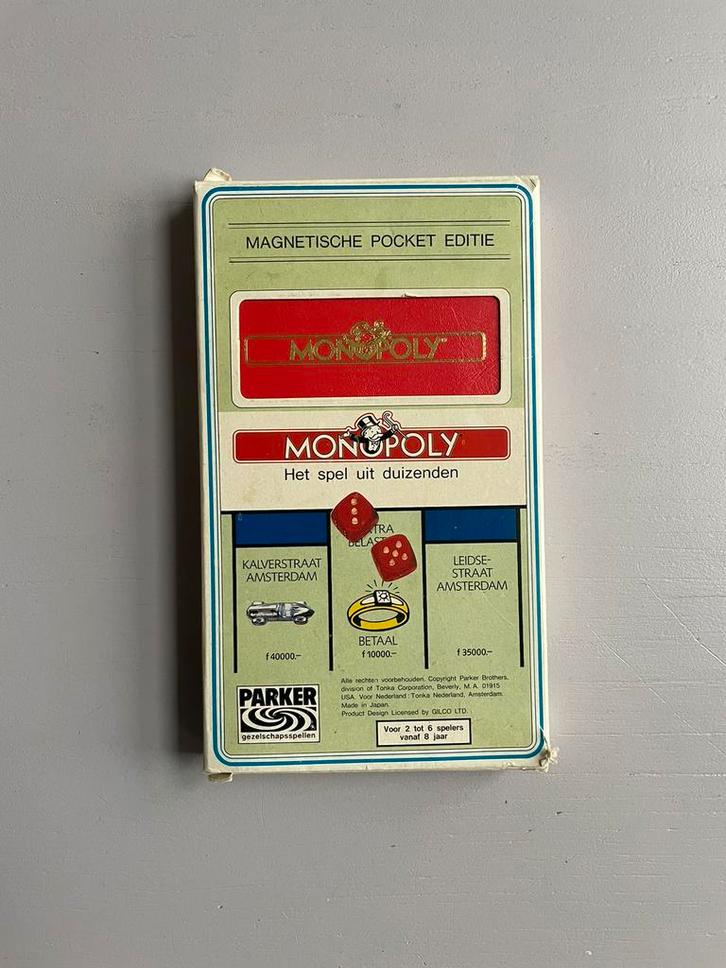 MAGNETISCHE POCKET EDITIE
MONOPOLY
MONOPOLY
Het spel uit duizenden
KALVERSTRAAT
AMSTERDAM
f 40000.–
BETAAL
f 10000.–
LEIDSE-
STRAAT
AMSTERDAM
f 35000.–
PARKER
gezelschapsspellen
Alle rechten voorbehouden. Copyright Parker Brothers,
division of Tonka Corporation, Beverly, M. A. 01915
USA. Voor Nederland: Tonka Nederland, Amsterdam.
Made in Japan.
Product Design Licensed by GILCO LTD.
Voor 2 tot 6 spelers
vanaf 8 jaar